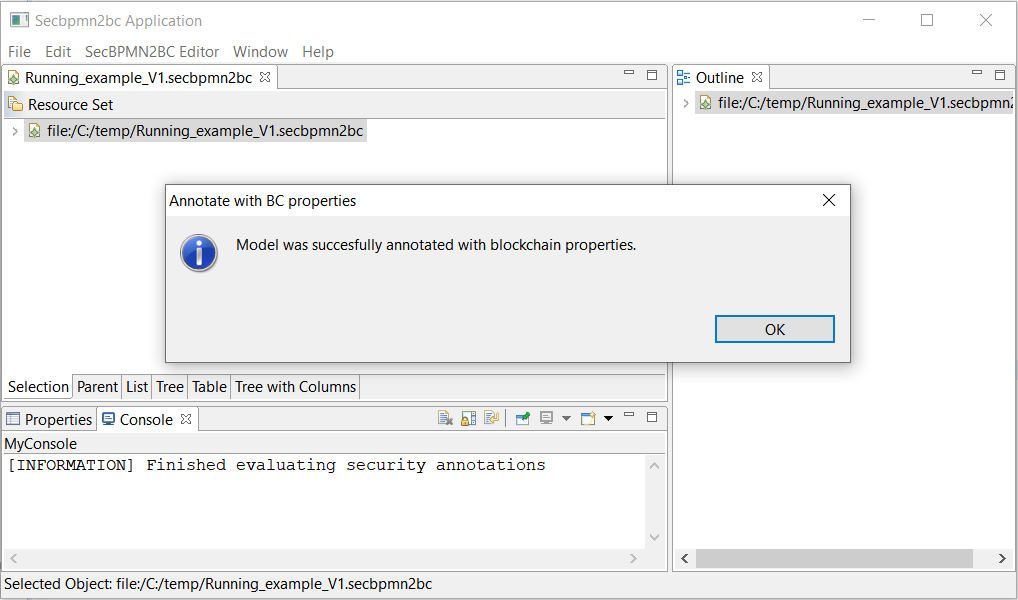 Secbpmn2bc Application
File Edit SecBPMN2BC Editor Window Help
Running_example_V1.secbpmn2bc
Outline
Resource Set
file:/C:/temp/Running_example_V1.secbpmn2bc
file:/C:/temp/Running_example_V1.secbpmn2
Annotate with BC properties
Model was succesfully annotated with blockchain properties.
OK
Selection Parent List Tree Table Tree with Columns
Properties Console
MyConsole
[INFORMATION] Finished evaluating security annotations
Selected Object: file:/C:/temp/Running_example_V1.secbpmn2bc